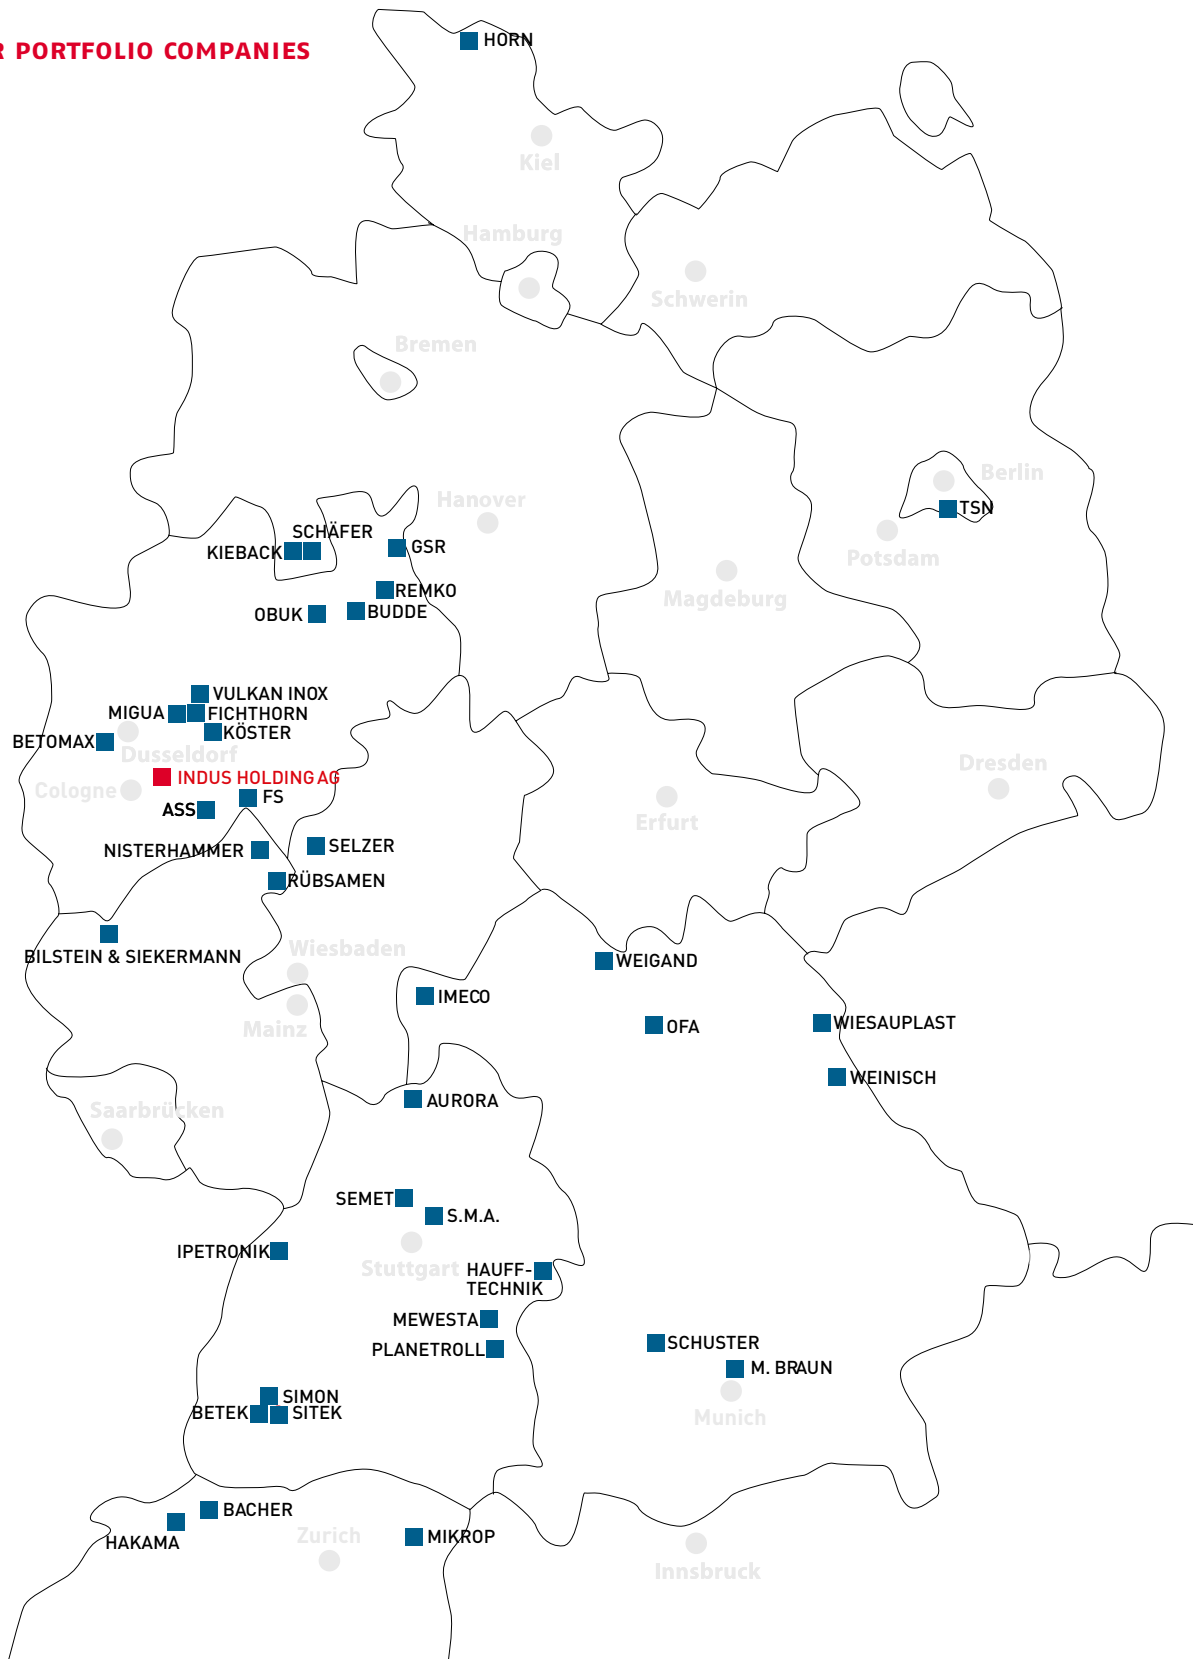 R PORTFOLIO COMPANIES
HORN
Kiel
Hamburg
Schwerin
Bremen
Berlin
Hanover
TSN
SCHÄFER
KIEBACK
GSR
Potsdam
REMKO
Magdeburg
OBUK
BUDDE
VULKAN INOX
MIGUA
FICHTHORN
KÖSTER
BETOMAX
Dusseldorf
Dresden
INDUS HOLDING AG
Cologne
FS
ASS
Erfurt
SELZER
NISTERHAMMER
RÜBSAMEN
Wiesbaden
BILSTEIN & SIEKERMANN
WEIGAND
IMECO
Mainz
OFA
WIESAUPLAST
WEINISCH
AURORA
Saarbrücken
SEMET
S.M.A.
IPETRONIK
Stuttgart
HAUFF-
TECHNIK
MEWESTA
PLANETROLL
SCHUSTER
M. BRAUN
SIMON
BETEK
SITEK
Munich
BACHER
HAKAMA
Zurich
MIKROP
Innsbruck